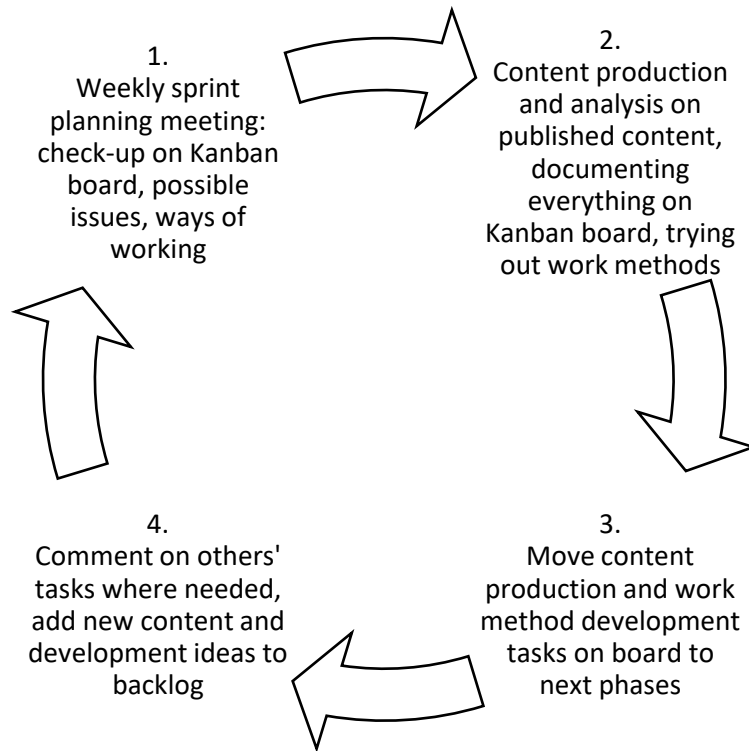 1.
Weekly sprint
planning meeting:
check-up on Kanban
board, possible
issues, ways of
working
2.
Content production
and analysis on
published content,
documenting
everything on
Kanban board, trying
out work methods
3.
Move content
production and work
method development
tasks on board to
next phases
4.
Comment on others'
tasks where needed,
add new content and
development ideas to
backlog